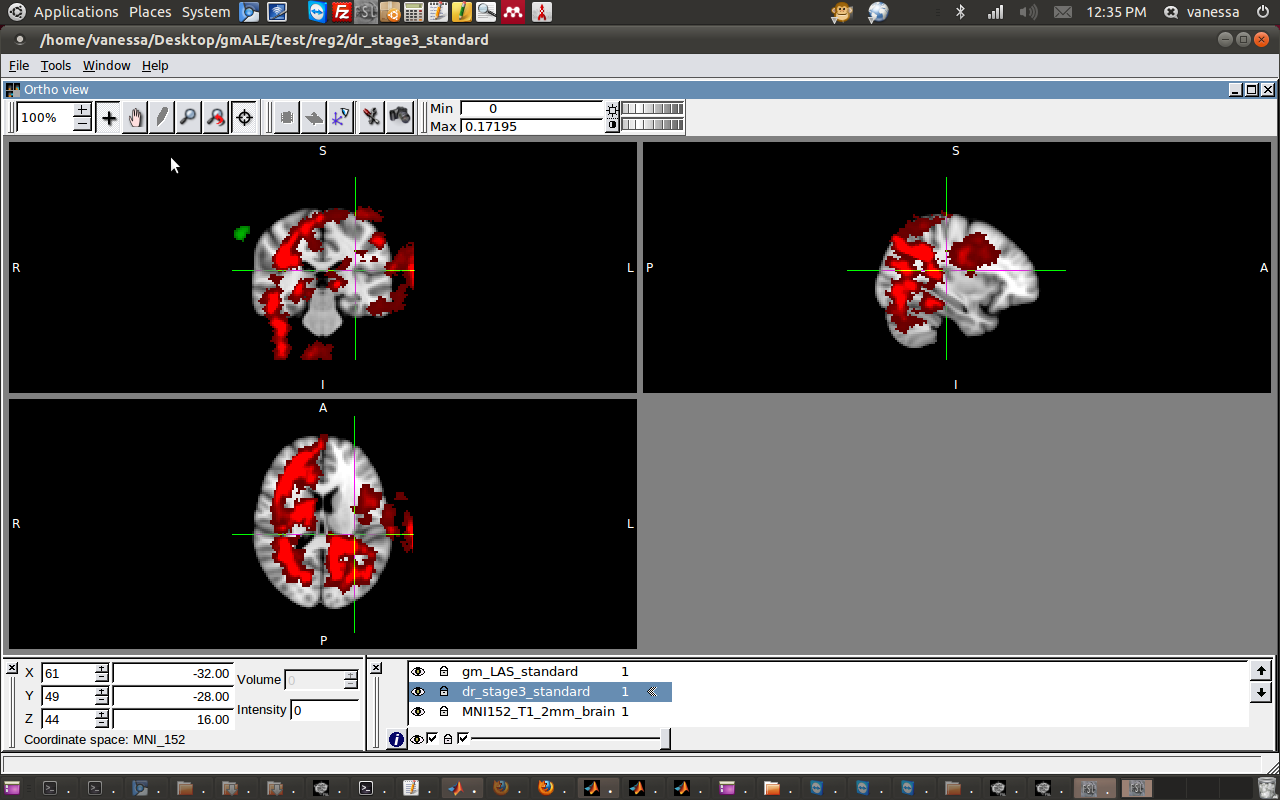 Applications Places System FSL 12:35 PM vanessa
/home/vanessa/Desktop/gmALE/test/reg2/dr_stage3_standard
File Tools Window Help
Ortho view
100% Min 0
Max 0.17195
S S
R L P A
I I
A
R L
P
X 61 -32.00 Volume 0
Y 49 -28.00
Z 44 16.00 Intensity 0
Coordinate space: MNI_152
gm_LAS_standard 1
dr_stage3_standard 1
MNI152_T1_2mm_brain 1